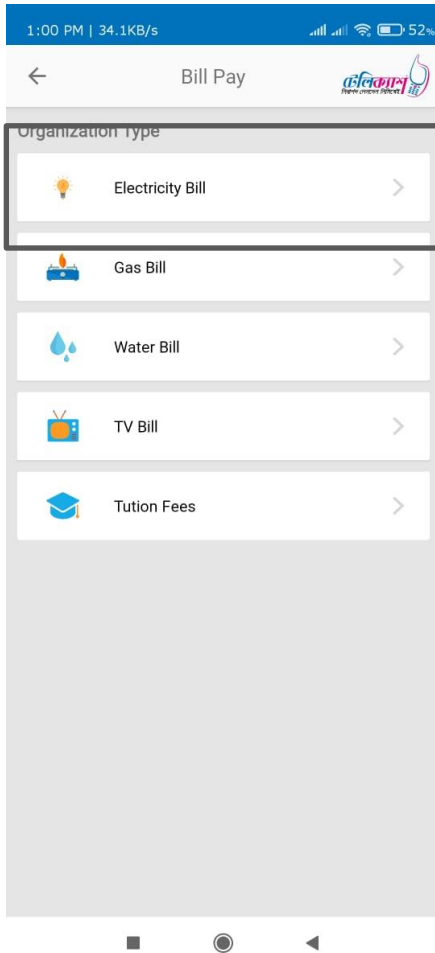 1:00 PM | 34.1KB/s 52%
Bill Pay
টেলিক্যাশ
Organization Type
Electricity Bill
Gas Bill
Water Bill
TV Bill
Tution Fees